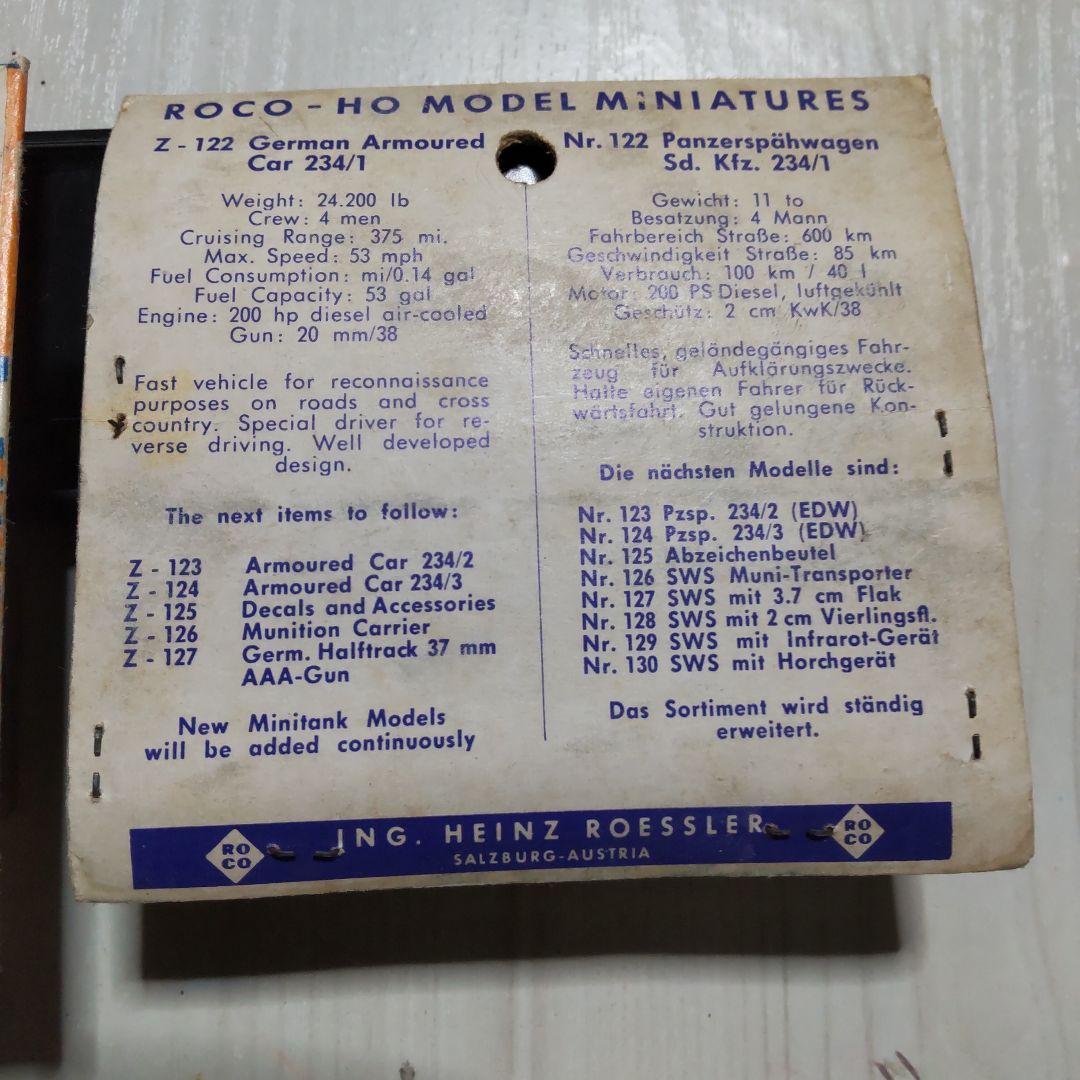 ROCO - HO MODEL MINIATURES
Z - 122 German Armoured
Car 234/1
Weight: 24.200 lb
Crew: 4 men
Cruising Range: 375 mi.
Max. Speed: 53 mph
Fuel Consumption: mi/0.14 gal
Fuel Capacity: 53 gal
Engine: 200 hp diesel air-cooled
Gun: 20 mm/38
Fast vehicle for reconnaissance
purposes on roads and cross
country. Special driver for re-
verse driving. Well developed
design.
The next items to follow:
Z - 123 Armoured Car 234/2
Z - 124 Armoured Car 234/3
Z - 125 Decals and Accessories
Z - 126 Munition Carrier
Z - 127 Germ. Halftrack 37 mm
AAA-Gun
New Minitank Models
will be added continuously
Nr. 122 Panzerspähwagen
Sd. Kfz. 234/1
Gewicht: 11 to
Besatzung: 4 Mann
Fahrbereich Straße: 600 km
Geschwindigkeit Straße: 85 km
Verbrauch: 100 km / 40 l
Motor: 200 PS Diesel, luftgekühlt
Geschütz: 2 cm KwK/38
Schnelles, geländegängiges Fahr-
zeug für Aufklärungszwecke.
Hatte eigenen Fahrer für Rück-
wärtsfahrt. Gut gelungene Kon-
struktion.
Die nächsten Modelle sind:
Nr. 123 Pzsp. 234/2 (EDW)
Nr. 124 Pzsp. 234/3 (EDW)
Nr. 125 Abzeichenbeutel
Nr. 126 SWS Muni-Transporter
Nr. 127 SWS mit 3.7 cm Flak
Nr. 128 SWS mit 2 cm Vierlingsfl.
Nr. 129 SWS mit Infrarot-Gerät
Nr. 130 SWS mit Horchgerät
Das Sortiment wird ständig
erweitert.
ROCO
ING. HEINZ ROESSLER
SALZBURG-AUSTRIA
ROCO